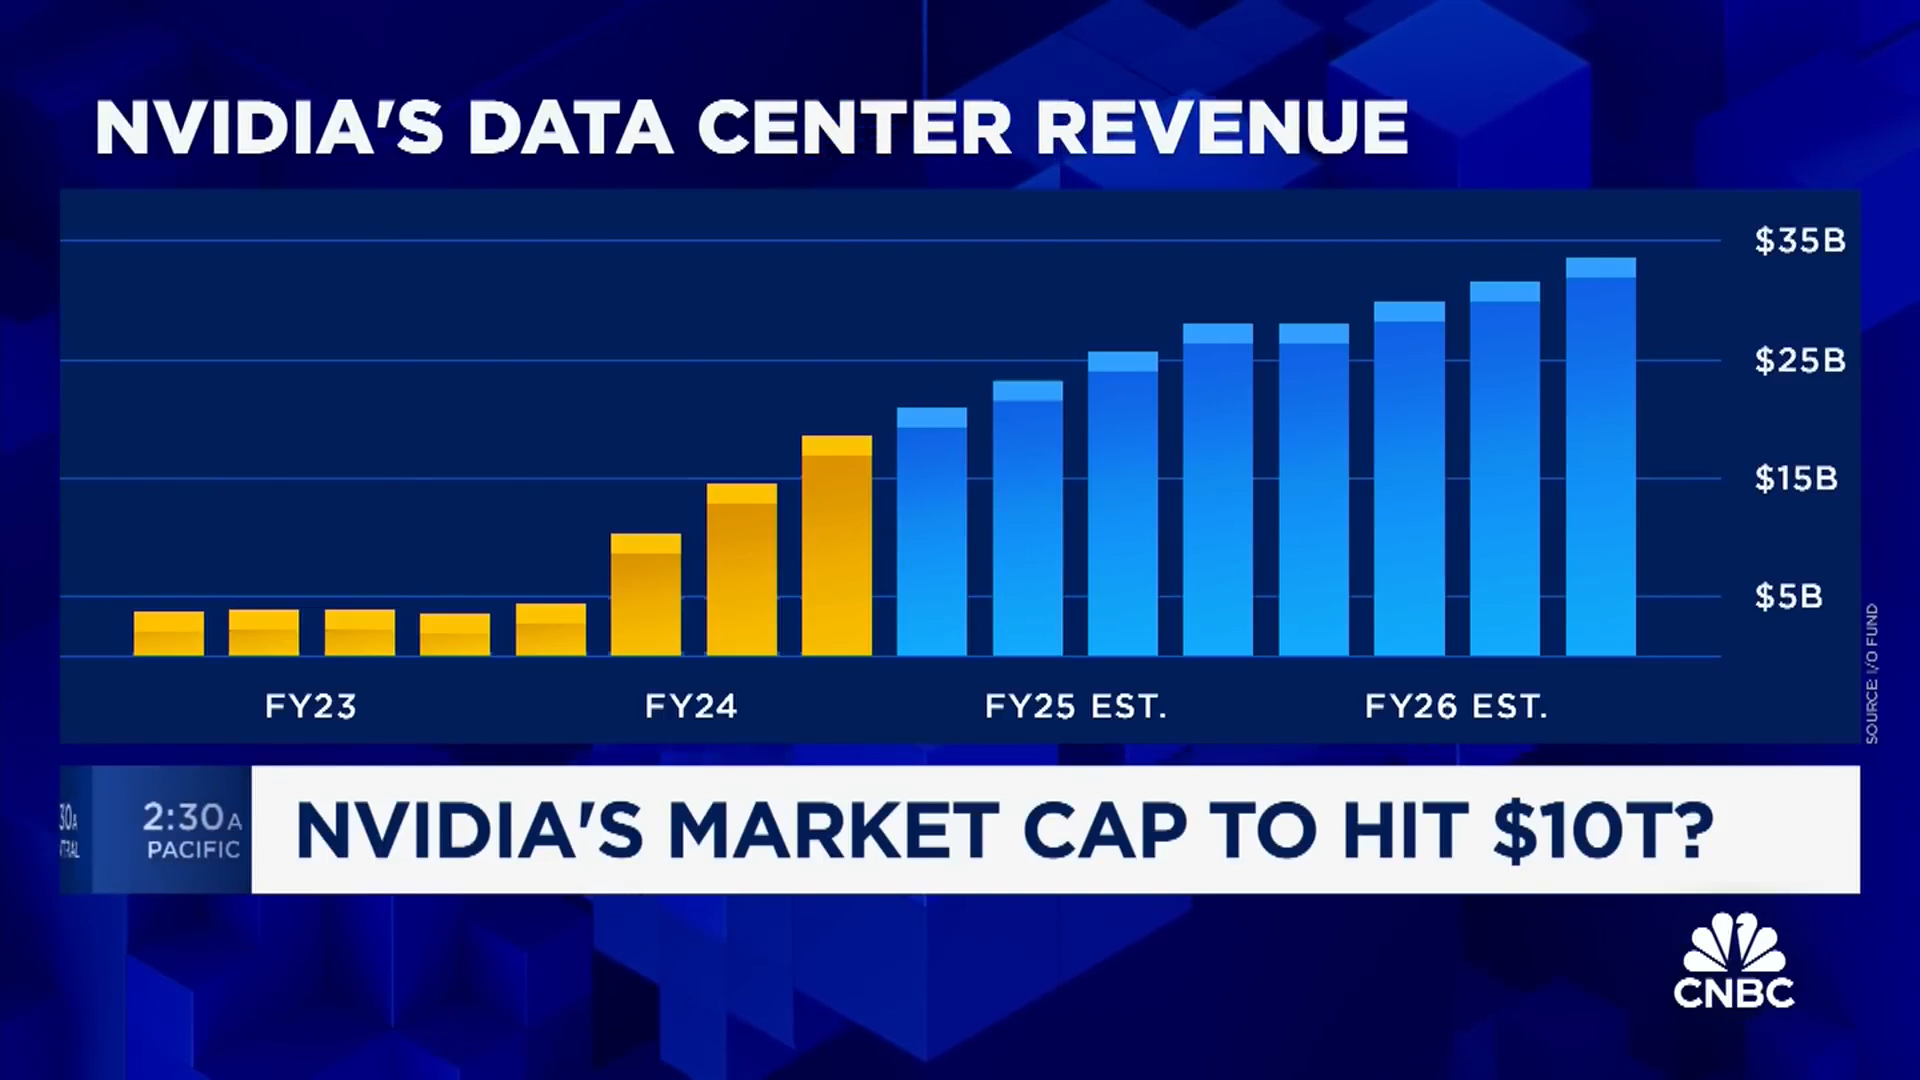 NVIDIA'S DATA CENTER REVENUE
$35B
$25B
$15B
$5B
FY23 FY24 FY25 EST. FY26 EST.
SOURCE: I/O FUND
2:30A
PACIFIC
NVIDIA'S MARKET CAP TO HIT $10T?
CNBC